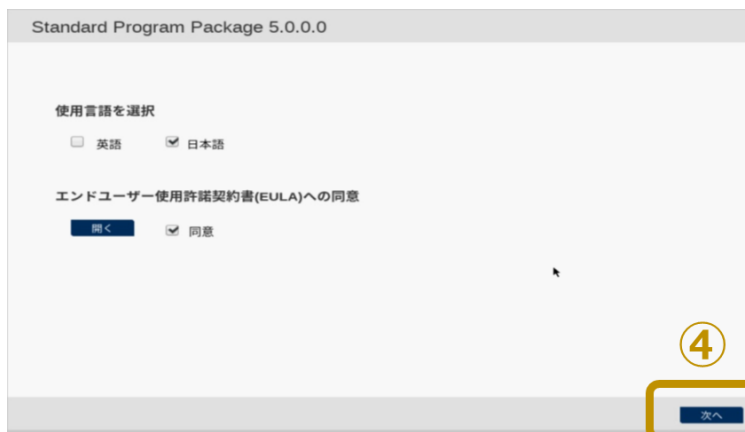 Standard Program Package 5.0.0.0
使用言語を選択
英語 日本語
エンドユーザー使用許諾契約書(EULA)への同意
開く 同意
④
次へ